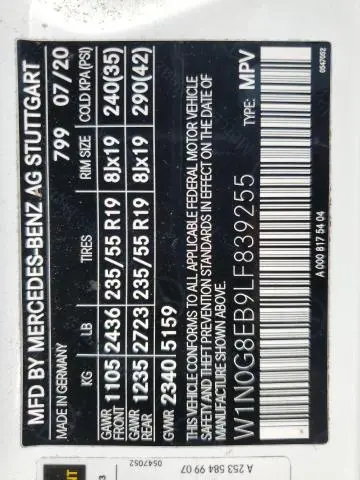 MFD BY MERCEDES-BENZ AG STUTTGART
MADE IN GERMANY 799 07/20
KG LB TIRES RIM SIZE COLD KPA(PSI)
GAWR FRONT 1105 2436 235/55 R19 8Jx19 240(35)
GAWR REAR 1235 2723 235/55 R19 8Jx19 290(42)
GVWR 2340 5159
THIS VEHICLE CONFORMS TO ALL APPLICABLE FEDERAL MOTOR VEHICLE
SAFETY AND THEFT PREVENTION STANDARDS IN EFFECT ON THE DATE OF
MANUFACTURE SHOWN ABOVE.
W1N0G8EB9LF839255 TYPE: MPV
A 000 817 54 04
0547052
A 253 584 99 07
0547052